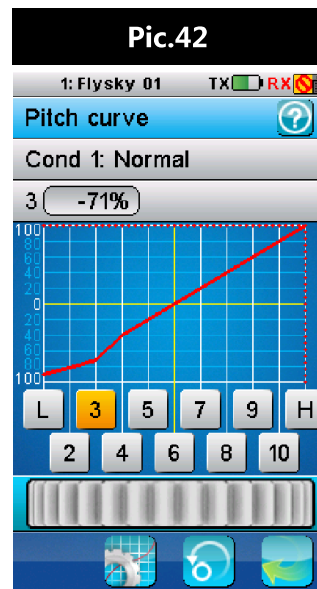 Pic.42
1: Flysky 01 TX RX
Pitch curve ?
Cond 1: Normal
3 -71%
100
80
60
40
20
0
20
40
60
80
100
L 3 5 7 9 H
2 4 6 8 10